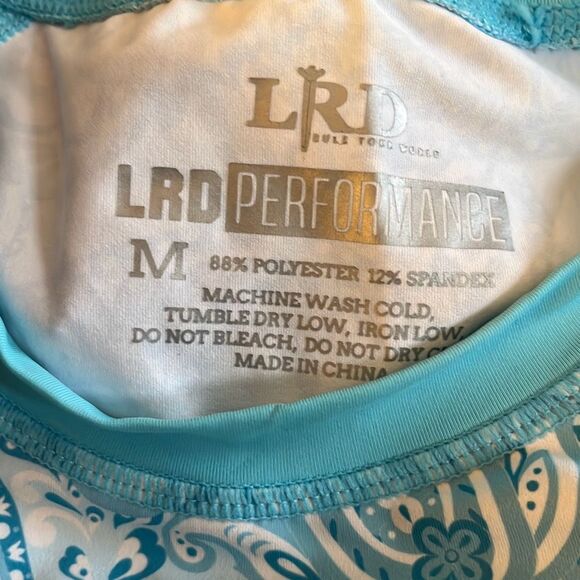 LRD
RULE YOUR WORLD
LRD PERFORMANCE
M 88% POLYESTER 12% SPANDEX
MACHINE WASH COLD,
TUMBLE DRY LOW, IRON LOW,
DO NOT BLEACH, DO NOT DRY
MADE IN CHINA